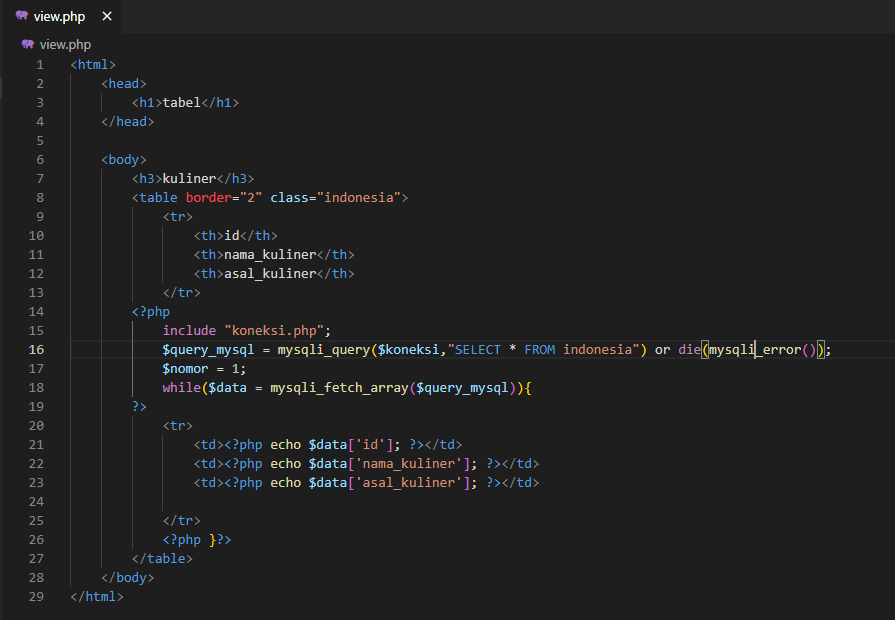 view.php ×
view.php
1 <html>
2 <head>
3 <h1>tabel</h1>
4 </head>
5
6 <body>
7 <h3>kuliner</h3>
8 <table border="2" class="indonesia">
9 <tr>
10 <th>id</th>
11 <th>nama_kuliner</th>
12 <th>asal_kuliner</th>
13 </tr>
14 <?php
15 include "koneksi.php";
16 $query_mysql = mysqli_query($koneksi,"SELECT * FROM indonesia") or die(mysqli_error());
17 $nomor = 1;
18 while($data = mysqli_fetch_array($query_mysql)){
19 ?>
20 <tr>
21 <td><?php echo $data['id']; ?></td>
22 <td><?php echo $data['nama_kuliner']; ?></td>
23 <td><?php echo $data['asal_kuliner']; ?></td>
24
25 </tr>
26 <?php }?>
27 </table>
28 </body>
29 </html>